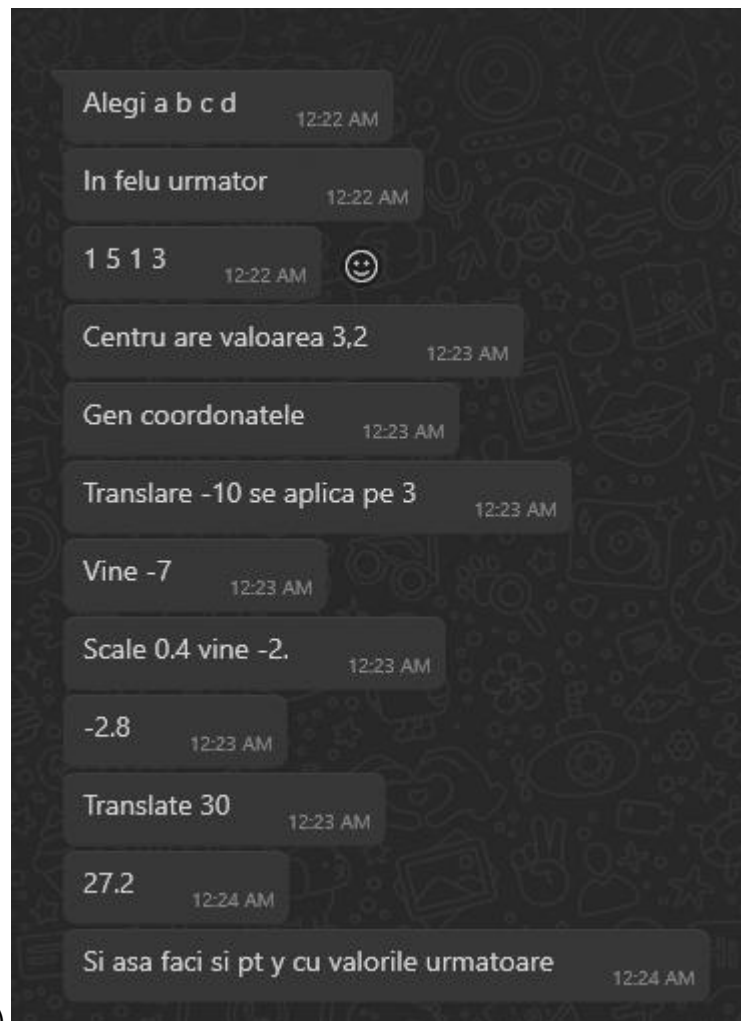 Alegi a b c d
12:22 AM
In felu urmator
12:22 AM
1 5 1 3
12:22 AM
Centru are valoarea 3,2
12:23 AM
Gen coordonatele
12:23 AM
Translare -10 se aplica pe 3
12:23 AM
Vine -7
12:23 AM
Scale 0.4 vine -2.
12:23 AM
-2.8
12:23 AM
Translate 30
12:23 AM
27.2
12:24 AM
Si asa faci si pt y cu valorile urmatoare
12:24 AM
)